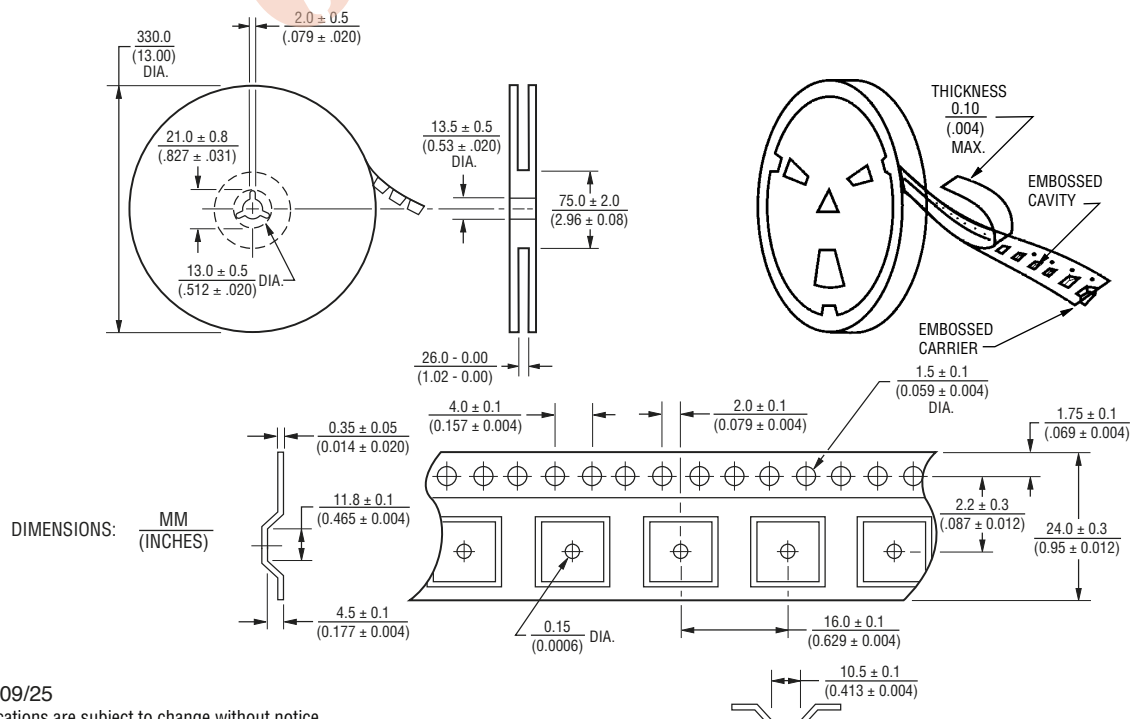 2.0 ± 0.5
(.079 ± .020)
330.0
(13.00)
DIA.
21.0 ± 0.8
(.827 ± .031)
13.0 ± 0.5
(.512 ± .020)
DIA.
13.5 ± 0.5
(0.53 ± .020)
DIA.
75.0 ± 2.0
(2.96 ± 0.08)
26.0 - 0.00
(1.02 - 0.00)
THICKNESS
0.10
(.004)
MAX.
EMBOSSED
CAVITY
EMBOSSED
CARRIER
1.5 ± 0.1
(0.059 ± 0.004)
DIA.
4.0 ± 0.1
(0.157 ± 0.004)
2.0 ± 0.1
(0.079 ± 0.004)
1.75 ± 0.1
(.069 ± 0.004)
0.35 ± 0.05
(0.014 ± 0.020)
11.8 ± 0.1
(0.465 ± 0.004)
DIMENSIONS:
MM
(INCHES)
2.2 ± 0.3
(.087 ± 0.012)
24.0 ± 0.3
(0.95 ± 0.012)
4.5 ± 0.1
(0.177 ± 0.004)
0.15
(0.0006)
DIA.
16.0 ± 0.1
(0.629 ± 0.004)
10.5 ± 0.1
(0.413 ± 0.004)
09/25
are subject to change without notice